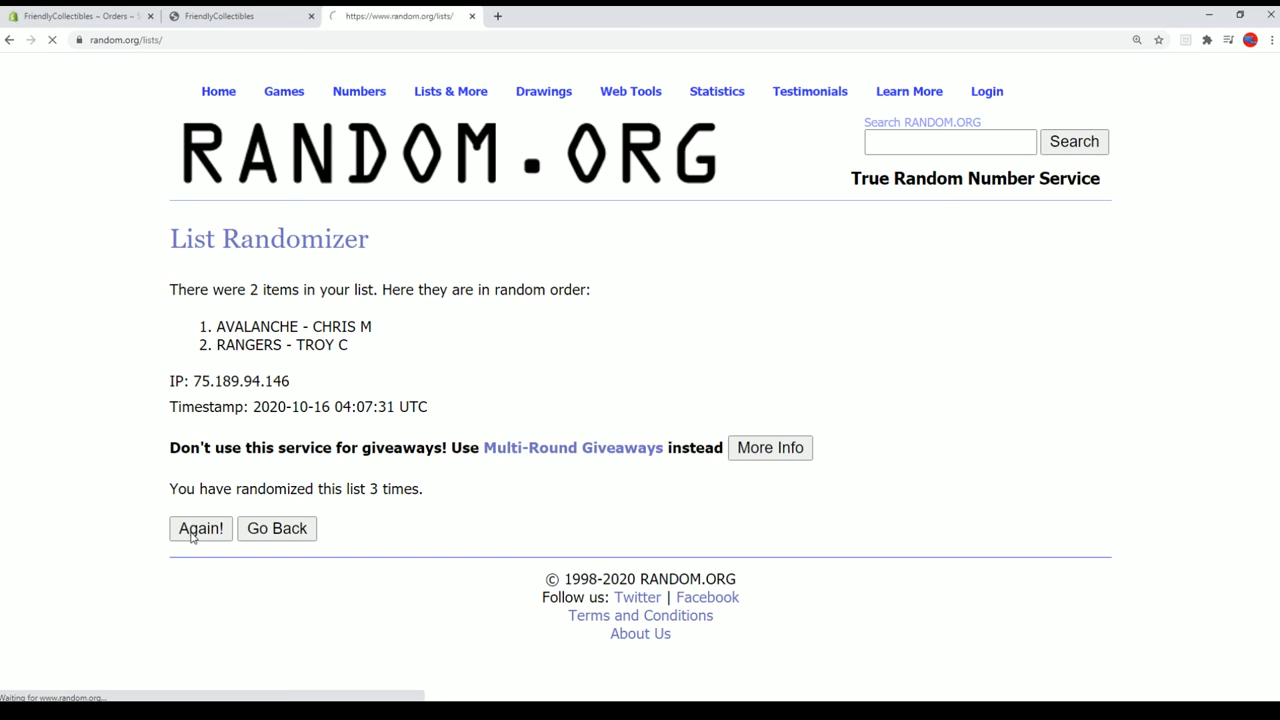 FriendlyCollectibles ~ Orders ~ S
FriendlyCollectibles
https://www.random.org/lists/
random.org/lists/
Home Games Numbers Lists & More Drawings Web Tools Statistics Testimonials Learn More Login
Search RANDOM.ORG
RANDOM.ORG
Search
True Random Number Service
List Randomizer
There were 2 items in your list. Here they are in random order:
1. AVALANCHE - CHRIS M
2. RANGERS - TROY C
IP: 75.189.94.146
Timestamp: 2020-10-16 04:07:31 UTC
Don't use this service for giveaways! Use Multi-Round Giveaways instead More Info
You have randomized this list 3 times.
Again! Go Back
© 1998-2020 RANDOM.ORG
Follow us: Twitter | Facebook
Terms and Conditions
About Us
Waiting for www.random.org...